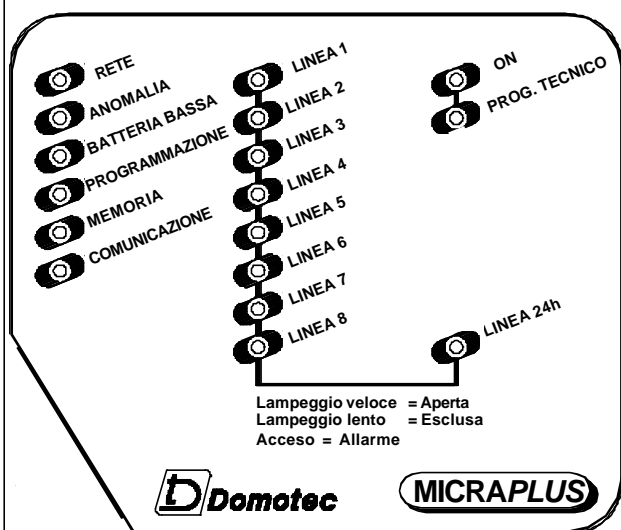 RETE
ANOMALIA
BATTERIA BASSA
PROGRAMMAZIONE
MEMORIA
COMUNICAZIONE
LINEA 1
LINEA 2
LINEA 3
LINEA 4
LINEA 5
LINEA 6
LINEA 7
LINEA 8
ON
PROG. TECNICO
LINEA 24h
Lampeggio veloce = Aperta
Lampeggio lento = Esclusa
Acceso = Allarme
D Domotec
MICRAPLUS